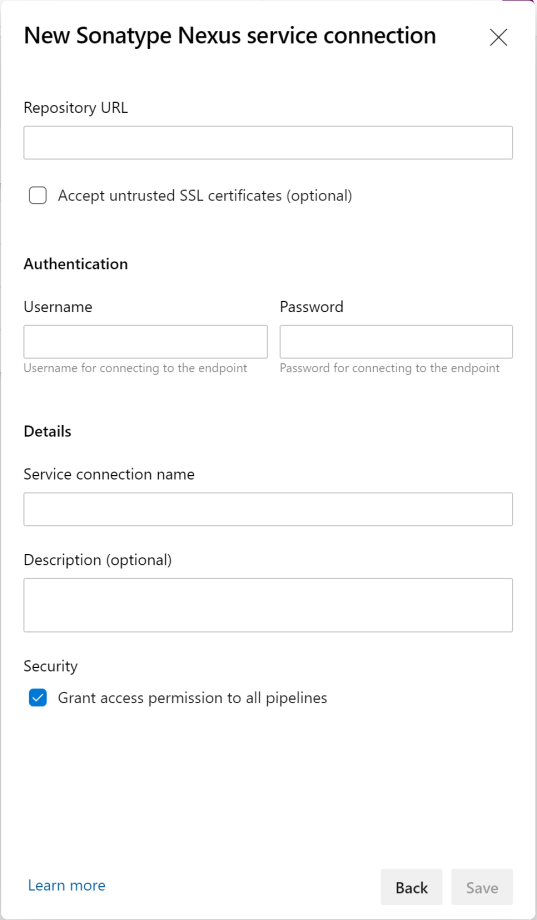 New Sonatype Nexus service connection
Repository URL
Accept untrusted SSL certificates (optional)
Authentication
Username
Password
Username for connecting to the endpoint
Password for connecting to the endpoint
Details
Service connection name
Description (optional)
Security
Grant access permission to all pipelines
Learn more
Back
Save